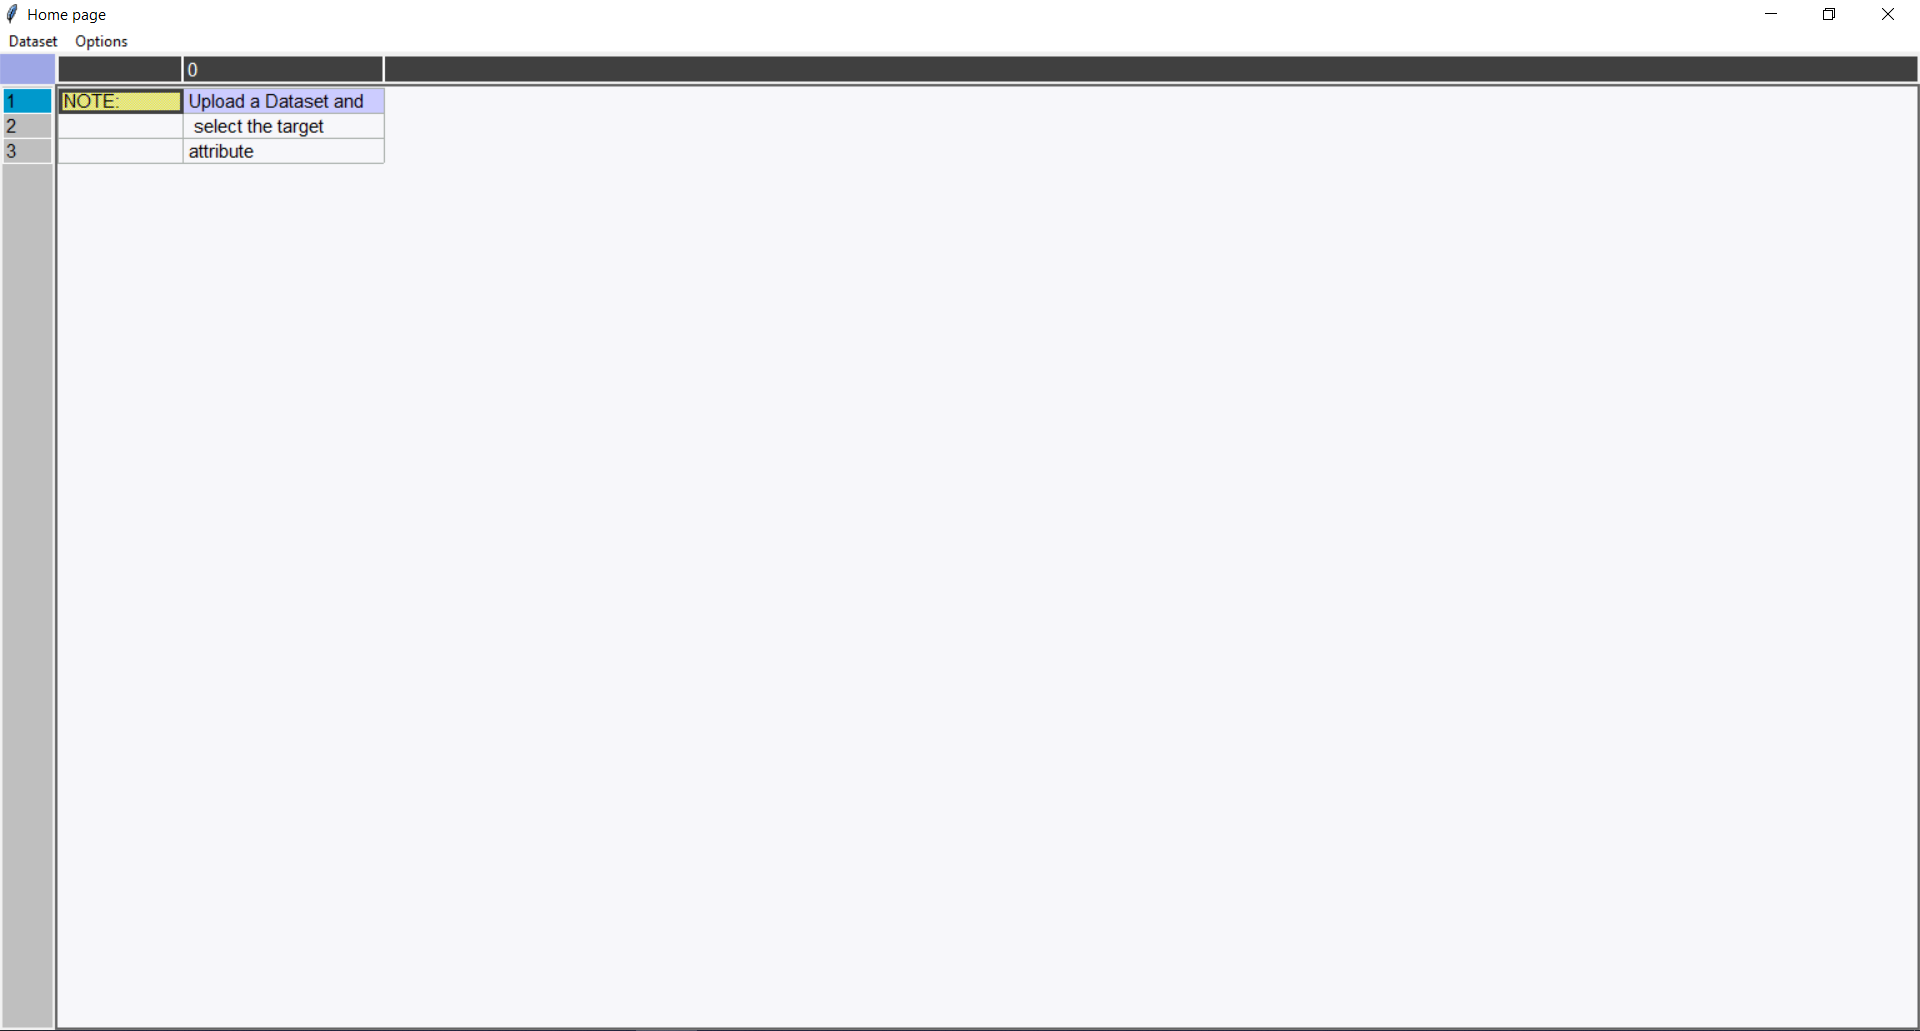 Home page
Dataset Options
0
1 NOTE: Upload a Dataset and
2 select the target
3 attribute